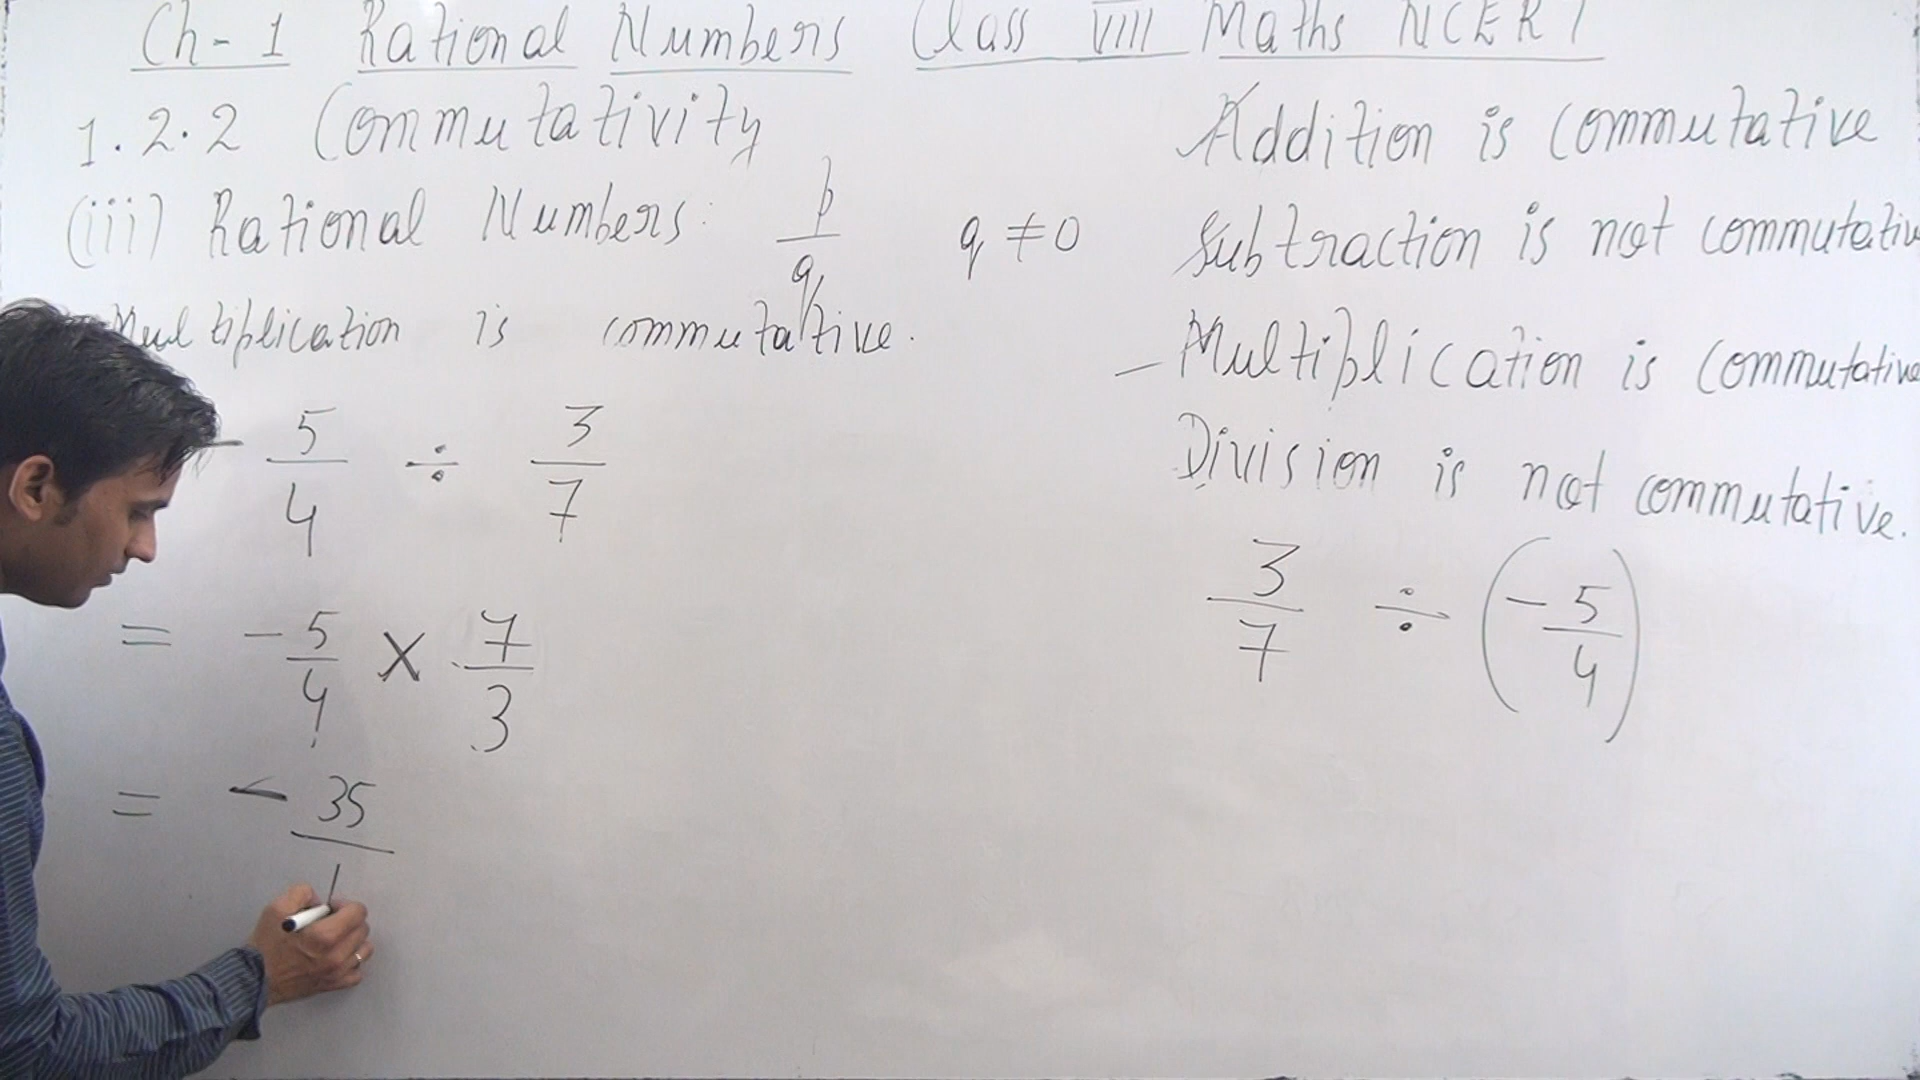 Ch-1 Rational Numbers Class VIII Maths NCERT
1.2.2 Commutativity
(iii) Rational Numbers: p/q q ≠ 0
Multiplication is commutative.
- 5/4 ÷ 3/7
= - 5/4 × 7/3
= - 35/1
Addition is commutative
Subtraction is not commutativ
- Multiplication is commutative
Division is not commutative.
3/7 ÷ (- 5/4)